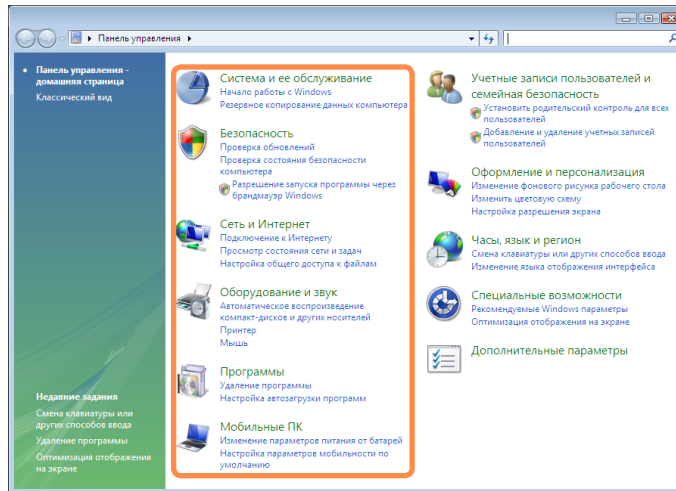 Панель управления
Панель управления -
домашняя страница
Классический вид
Недавние задания
Смена клавиатуры или
других способов ввода
Удаление программы
Оптимизация отображения
на экране
Система и ее обслуживание
Начало работы с Windows
Резервное копирование данных компьютера
Безопасность
Проверка обновлений
Проверка состояния безопасности
компьютера
Разрешение запуска программы через
брандмауэр Windows
Сеть и Интернет
Подключение к Интернету
Просмотр состояния сети и задач
Настройка общего доступа к файлам
Оборудование и звук
Автоматическое воспроизведение
компакт-дисков и других носителей
Принтер
Мышь
Программы
Удаление программы
Настройка автозагрузки программ
Мобильные ПК
Изменение параметров питания от батарей
Настройка параметров мобильности по
умолчанию
Учетные записи пользователей и
семейная безопасность
Установить родительский контроль для всех
пользователей
Добавление и удаление учетных записей
пользователей
Оформление и персонализация
Изменение фонового рисунка рабочего стола
Изменить цветовую схему
Настройка разрешения экрана
Часы, язык и регион
Смена клавиатуры или других способов ввода
Изменение языка отображения интерфейса
Специальные возможности
Рекомендуемые Windows параметры
Оптимизация отображения на экране
Дополнительные параметры